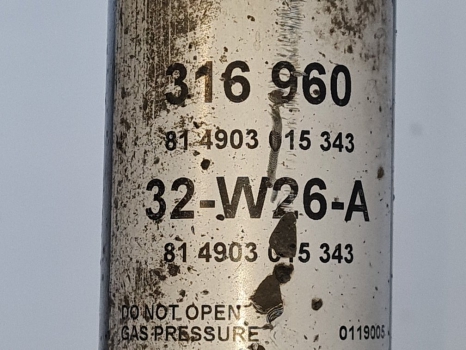 316 960
81 4903 015 343
32-W26-A
81 4903 015 343
DO NOT OPEN
GAS PRESSURE 0119005